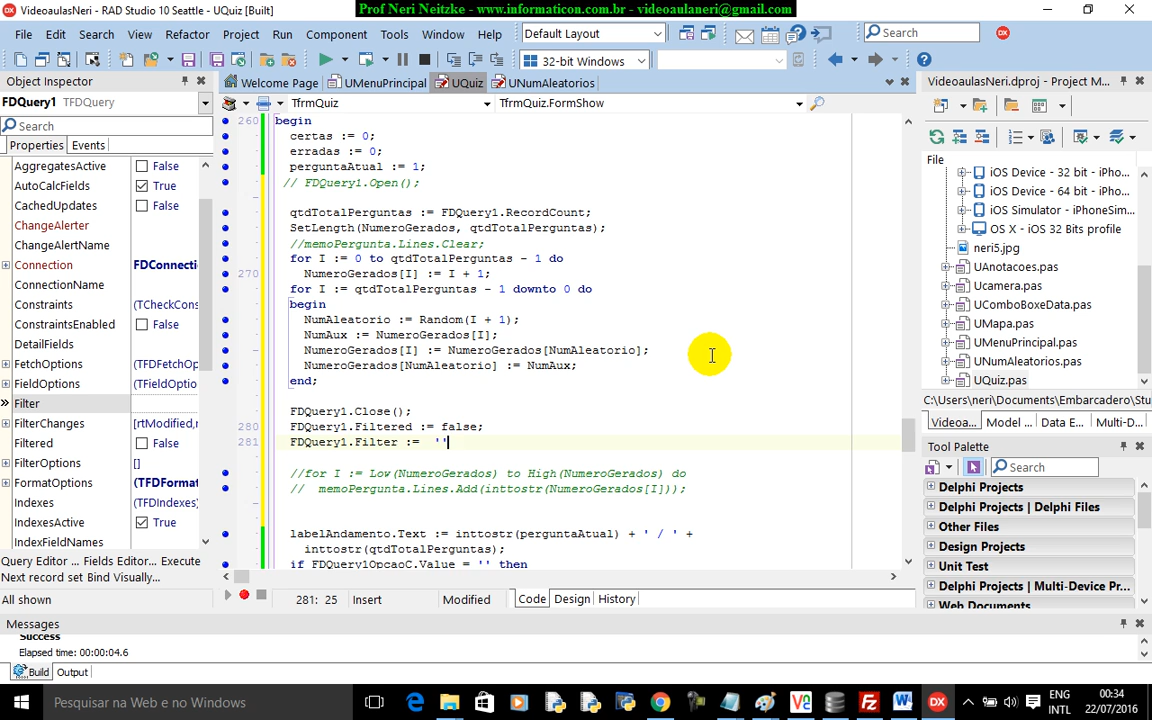 Prof Neri Neitzke - www.informaticon.com.br - videoaulaneri@gmail.com
VideoaulasNeri - RAD Studio 10 Seattle - UQuiz [Built]
File Edit Search View Refactor Project Run Component Tools Window Help
Default Layout
Search
32-bit Windows
Object Inspector
FDQuery1 TFDQuery
Search
Properties Events
AggregatesActive False
AutoCalcFields True
CachedUpdates False
ChangeAlerter
ChangeAlertName
Connection FDConnecti
ConnectionName
Constraints (TCheckCons
ConstraintsEnabled False
DetailFields
FetchOptions (TFDFetchOp
FieldOptions (TFieldOptio
Filter
FilterChanges [rtModified,r
Filtered False
FilterOptions []
FormatOptions (TFDFormat
Indexes (TFDIndexes)
IndexesActive True
IndexFieldNames
Query Editor ... Fields Editor... Execute
Next record set Bind Visually...
All shown
Welcome Page UMenuPrincipal UQuiz UNumAleatorios
TfrmQuiz TfrmQuiz.FormShow
260 begin
certas := 0;
erradas := 0;
perguntaAtual := 1;
// FDQuery1.Open();
qtdTotalPerguntas := FDQuery1.RecordCount;
SetLength(NumeroGerados, qtdTotalPerguntas);
//memoPergunta.Lines.Clear;
for I := 0 to qtdTotalPerguntas - 1 do
270 NumeroGerados[I] := I + 1;
for I := qtdTotalPerguntas - 1 downto 0 do
begin
NumAleatorio := Random(I + 1);
NumAux := NumeroGerados[I];
NumeroGerados[I] := NumeroGerados[NumAleatorio];
NumeroGerados[NumAleatorio] := NumAux;
end;
FDQuery1.Close();
280 FDQuery1.Filtered := false;
281 FDQuery1.Filter := ''
//for I := Low(NumeroGerados) to High(NumeroGerados) do
// memoPergunta.Lines.Add(inttostr(NumeroGerados[I]));
labelAndamento.Text := inttostr(perguntaAtual) + ' / ' +
inttostr(qtdTotalPerguntas);
if FDQuery1OpcaoC.Value = '' then
281: 25 Insert Modified Code Design History
VideoaulasNeri.dproj - Project M...
File
iOS Device - 32 bit - iPho...
iOS Device - 64 bit - iPho...
iOS Simulator - iPhoneSim...
OS X - iOS 32 Bits profile
neri5.jpg
UAnotacoes.pas
Ucamera.pas
UComboBoxeData.pas
UMapa.pas
UMenuPrincipal.pas
UNumAleatorios.pas
UQuiz.pas
C:\Users\neri\Documents\Embarcadero\Stu
Videoa... Model ... Data E... Multi-D...
Tool Palette
Search
Delphi Projects
Delphi Projects | Delphi Files
Other Files
Design Projects
Unit Test
Delphi Projects | Multi-Device Pr...
Web Documents
Messages
Success
Elapsed time: 00:00:04.6
Build Output
Pesquisar na Web e no Windows
ENG 00:34
INTL 22/07/2016